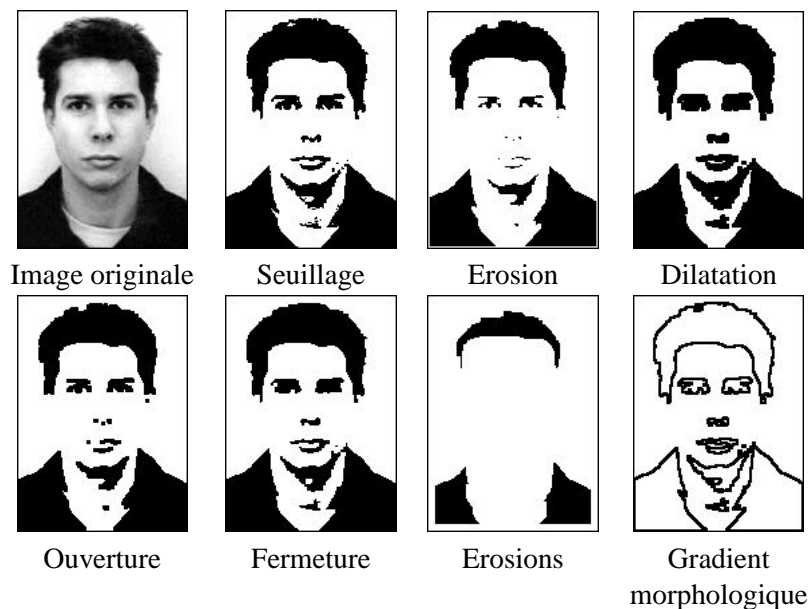 Image originale
Seuillage
Erosion
Dilatation
Ouverture
Fermeture
Erosions
Gradient
morphologique